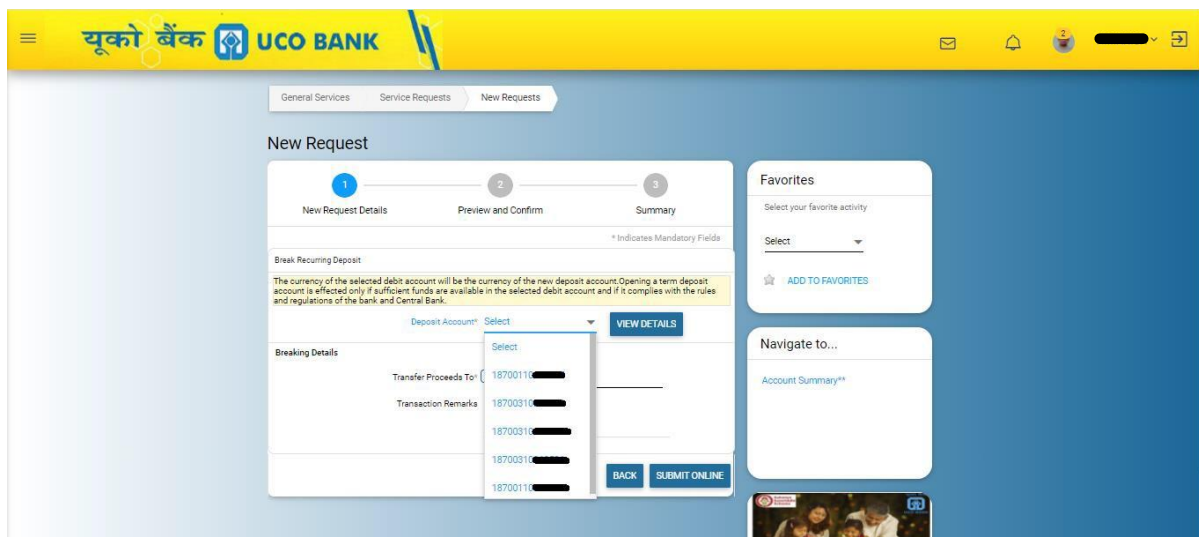 यूको बैंक UCO BANK
2
General Services Service Requests New Requests
New Request
1 2 3
New Request Details Preview and Confirm Summary
* Indicates Mandatory Fields
Break Recurring Deposit
The currency of the selected debit account will be the currency of the new deposit account.Opening a term deposit
account is effected only if sufficient funds are available in the selected debit account and if it complies with the rules
and regulations of the bank and Central Bank.
Deposit Account* Select VIEW DETAILS
Select
Breaking Details
18700110
Transfer Proceeds To*
18700310
Transaction Remarks
18700310
18700310
18700110
BACK SUBMIT ONLINE
Favorites
Select your favorite activity
Select
ADD TO FAVORITES
Navigate to...
Account Summary**